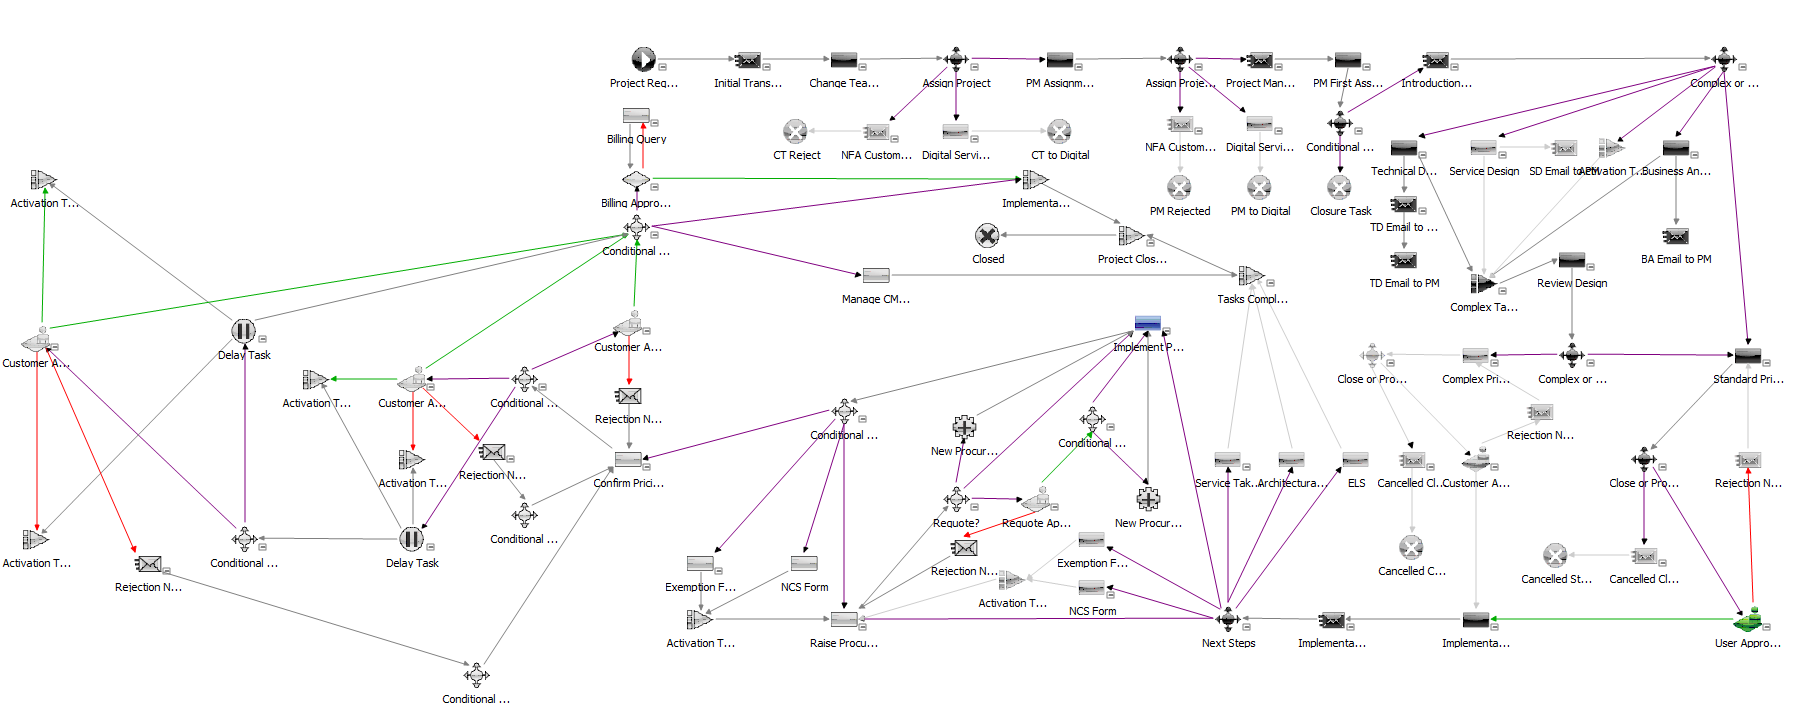 Project Req...
Initial Trans...
Change Tea...
Assign Project
PM Assignm...
Assign Proje...
Project Man...
PM First Ass...
Introduction...
Complex or ...
Billing Query
CT Reject
NFA Custom...
Digital Servi...
CT to Digital
NFA Custom...
Digital Servi...
Conditional ...
Technical D...
Service Design
SD Email to PM
Activation T...
Business An...
Activation T...
Billing Appro...
Implementa...
PM Rejected
PM to Digital
Closure Task
TD Email to ...
Conditional ...
Closed
Project Clos...
TD Email to PM
BA Email to PM
Manage CM...
Tasks Compl...
Complex Ta...
Review Design
Customer A...
Delay Task
Customer A...
Implement P...
Close or Pro...
Complex Pri...
Complex or ...
Standard Pri...
Activation T...
Customer A...
Conditional ...
Rejection N...
Conditional ...
New Procur...
Conditional ...
Rejection N...
Activation T...
Rejection N...
Confirm Prici...
Service Tak...
Architectura...
ELS
Cancelled Cl...
Customer A...
Close or Pro...
Rejection N...
Conditional ...
Requote?
Requote Ap...
New Procur...
Activation T...
Rejection N...
Conditional ...
Delay Task
Exemption F...
NCS Form
Rejection N...
Exemption F...
Activation T...
NCS Form
Cancelled C...
Cancelled St...
Cancelled Cl...
Activation T...
Raise Procu...
Next Steps
Implementa...
Implementa...
User Appro...
Conditional ...